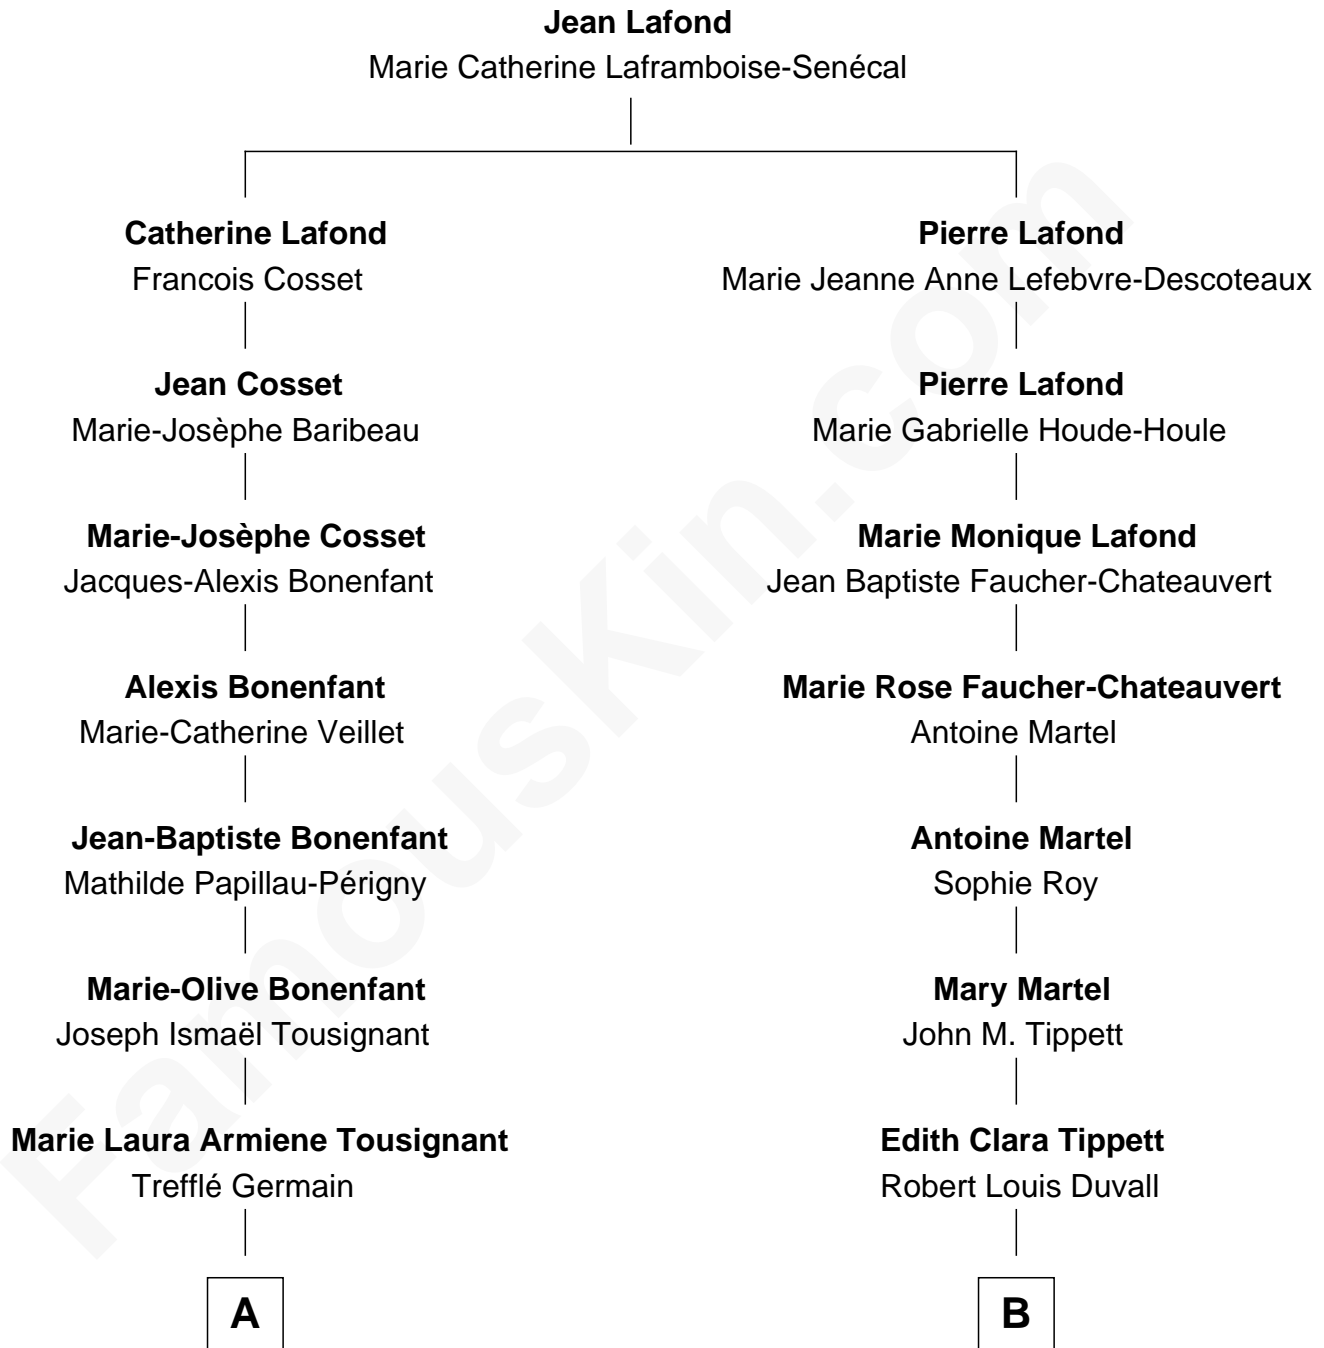 Jean Lafond
Marie Catherine Laframboise-Senécal
Catherine Lafond
Francois Cosset
Pierre Lafond
Marie Jeanne Anne Lefebvre-Descoteaux
Jean Cosset
Marie-Josèphe Baribeau
Pierre Lafond
Marie Gabrielle Houde-Houle
Marie-Josèphe Cosset
Jacques-Alexis Bonenfant
Marie Monique Lafond
Jean Baptiste Faucher-Chateauvert
Alexis Bonenfant
Marie-Catherine Veillet
Marie Rose Faucher-Chateauvert
Antoine Martel
Jean-Baptiste Bonenfant
Mathilde Papillau-Périgny
Antoine Martel
Sophie Roy
Marie-Olive Bonenfant
Joseph Ismaël Tousignant
Mary Martel
John M. Tippett
Marie Laura Armiene Tousignant
Trefflé Germain
Edith Clara Tippett
Robert Louis Duvall
A
B
FamousKin.com